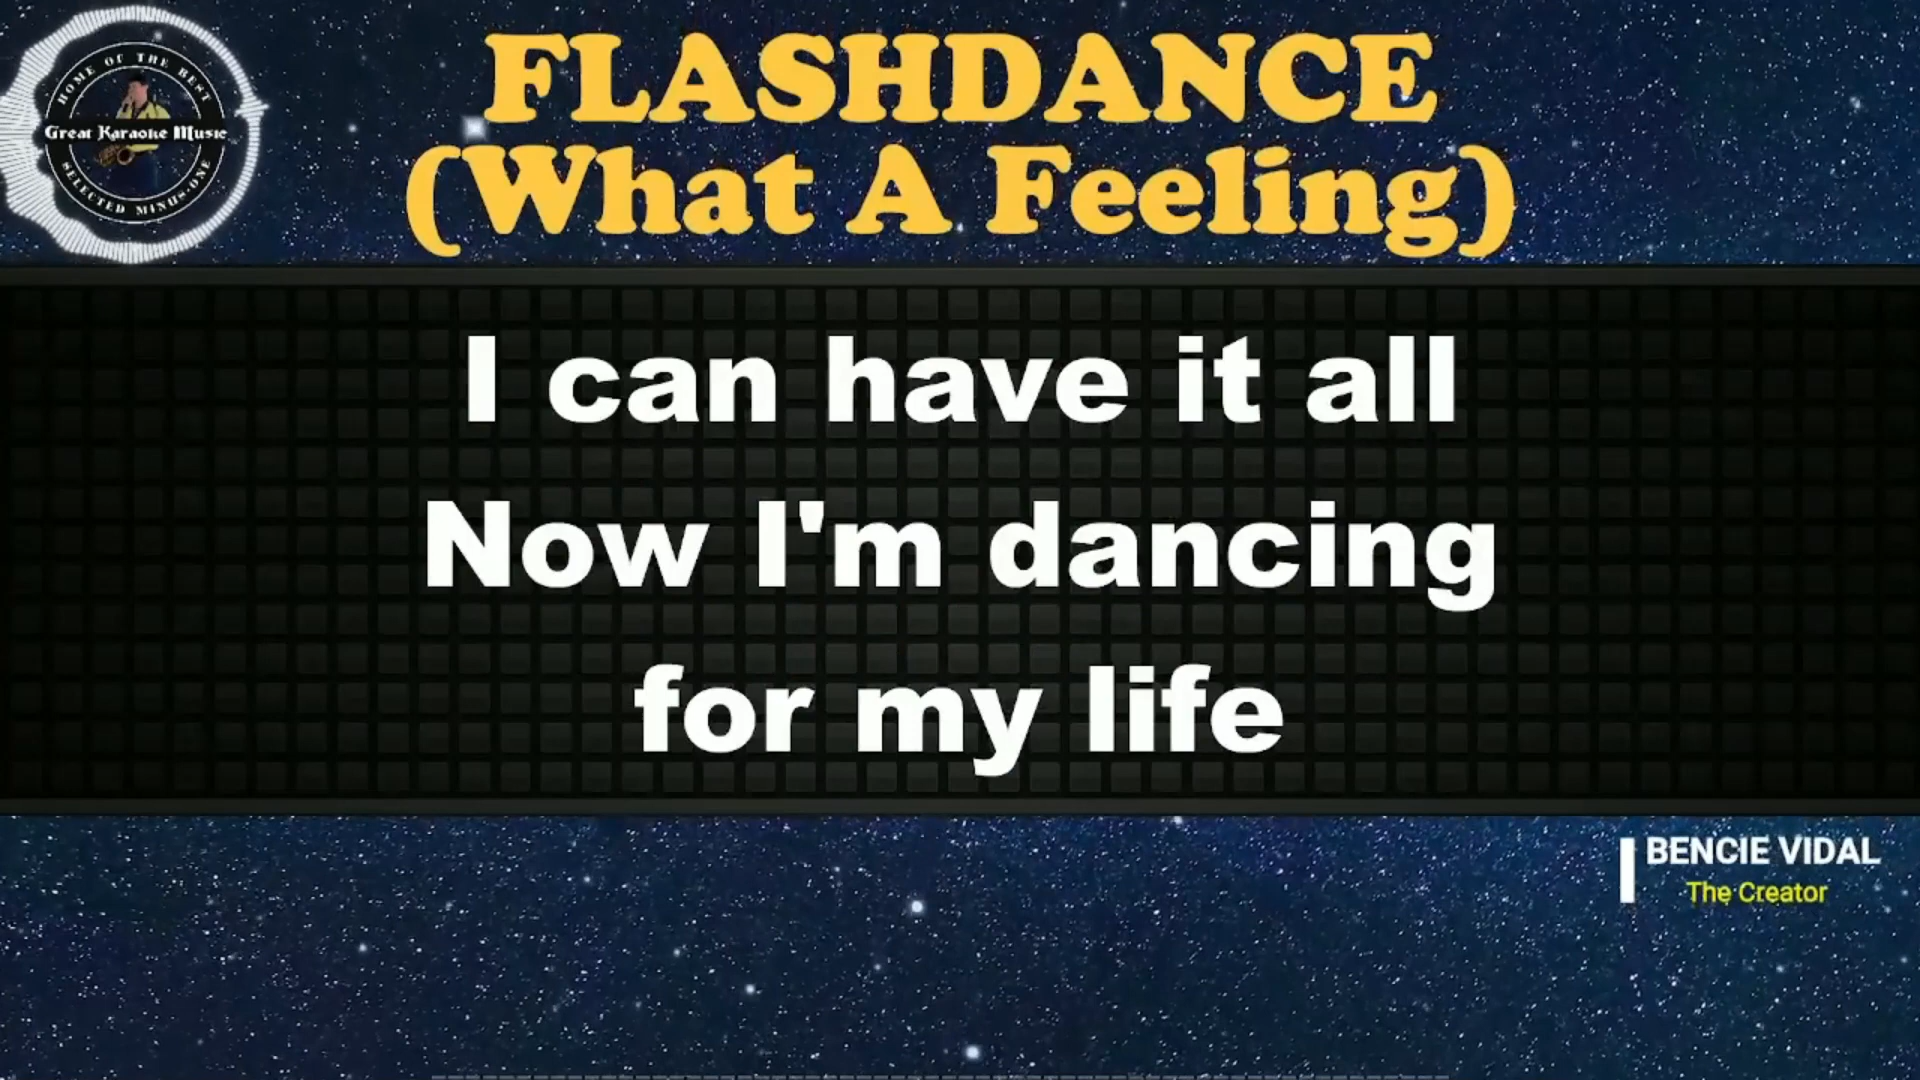 HOME OF THE BEST
Great Karaoke Music
SELECTED MINUS-ONE
FLASHDANCE
(What A Feeling)
I can have it all
Now I'm dancing
for my life
BENCIE VIDAL
The Creator